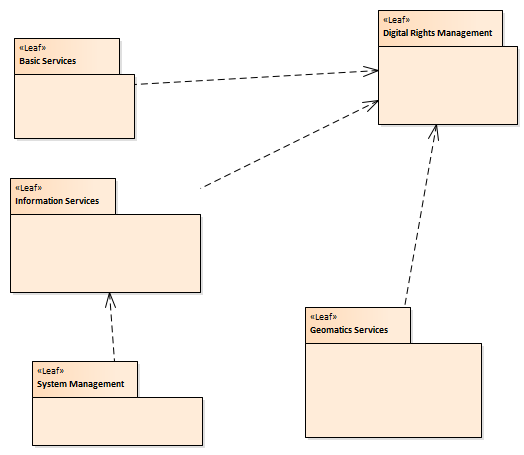 «Leaf»
Digital Rights Management
«Leaf»
Basic Services
«Leaf»
Information Services
«Leaf»
Geomatics Services
«Leaf»
System Management